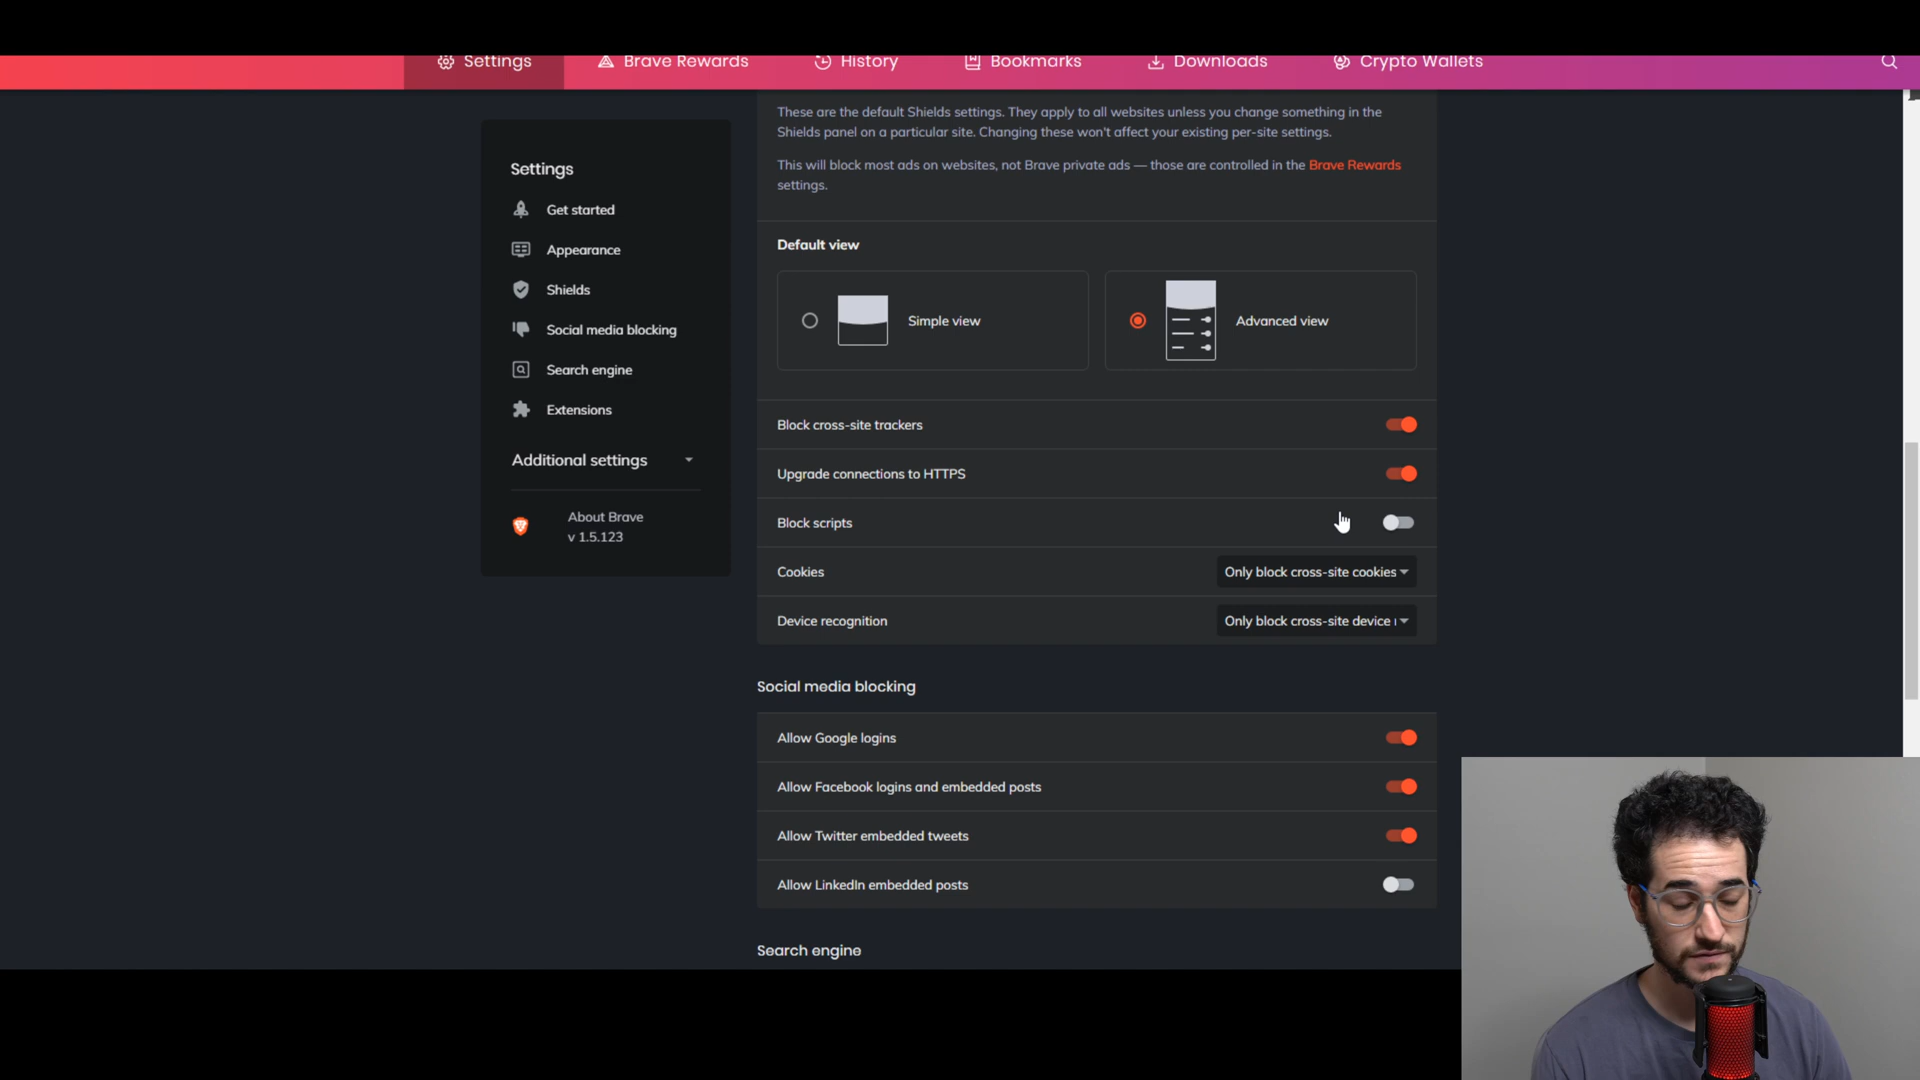 Settings
Brave Rewards
History
Bookmarks
Downloads
Crypto Wallets
Settings
Get started
Appearance
Shields
Social media blocking
Search engine
Extensions
Additional settings
About Brave
v 1.5.123
These are the default Shields settings. They apply to all websites unless you change something in the
Shields panel on a particular site. Changing these won't affect your existing per-site settings.
This will block most ads on websites, not Brave private ads — those are controlled in the Brave Rewards
settings.
Default view
Simple view
Advanced view
Block cross-site trackers
Upgrade connections to HTTPS
Block scripts
Cookies
Only block cross-site cookies
Device recognition
Only block cross-site device
Social media blocking
Allow Google logins
Allow Facebook logins and embedded posts
Allow Twitter embedded tweets
Allow LinkedIn embedded posts
Search engine